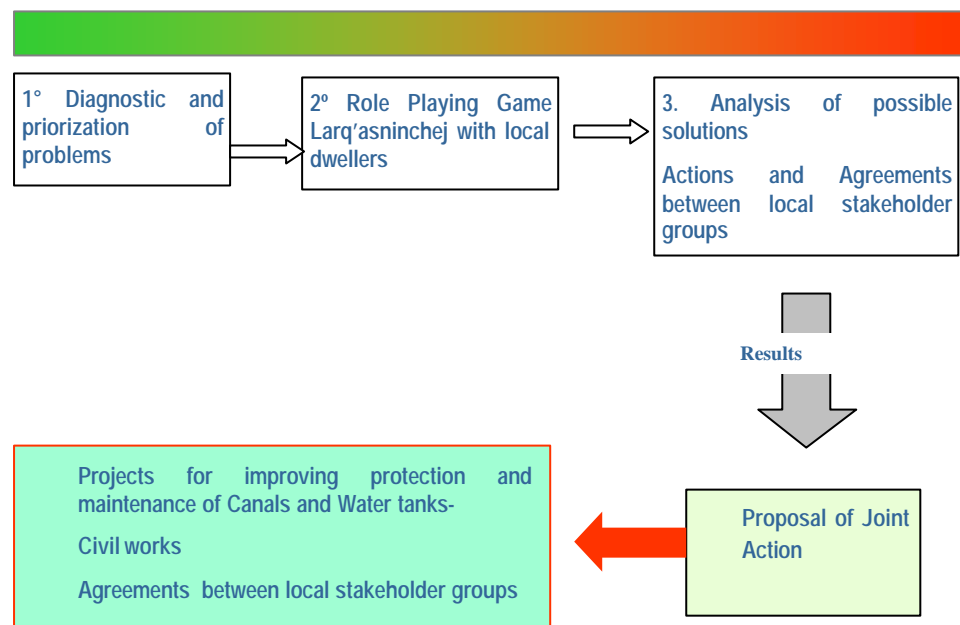 1° Diagnostic and
priorization of
problems
2º Role Playing Game
Larq'asninchej with local
dwellers
3. Analysis of possible
solutions
Actions and Agreements
between local stakeholder
groups
Results
Proposal of Joint
Action
Projects for improving protection and
maintenance of Canals and Water tanks-
Civil works
Agreements between local stakeholder groups